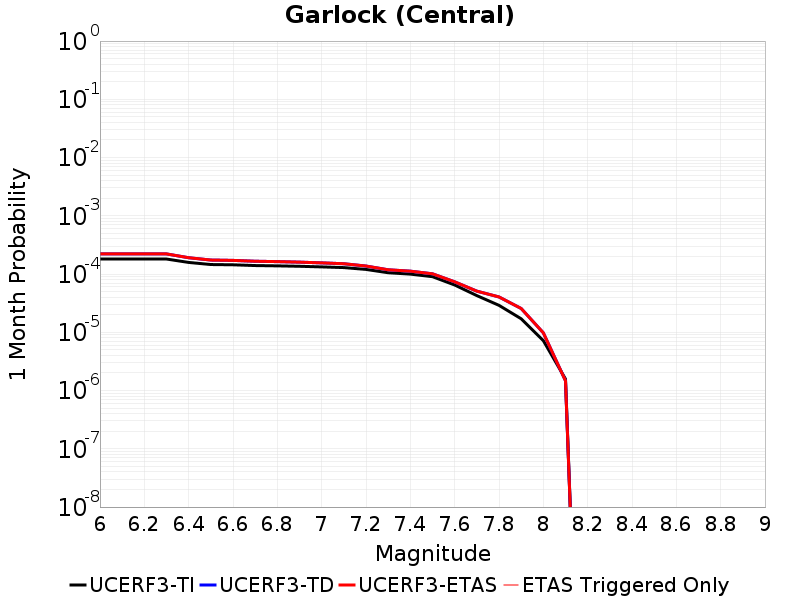 Garlock (Central)
1 Month Probability
10^0
10^-1
10^-2
10^-3
10^-4
10^-5
10^-6
10^-7
10^-8
6 6.2 6.4 6.6 6.8 7 7.2 7.4 7.6 7.8 8 8.2 8.4 8.6 8.8 9
Magnitude
UCERF3-TI UCERF3-TD UCERF3-ETAS ETAS Triggered Only